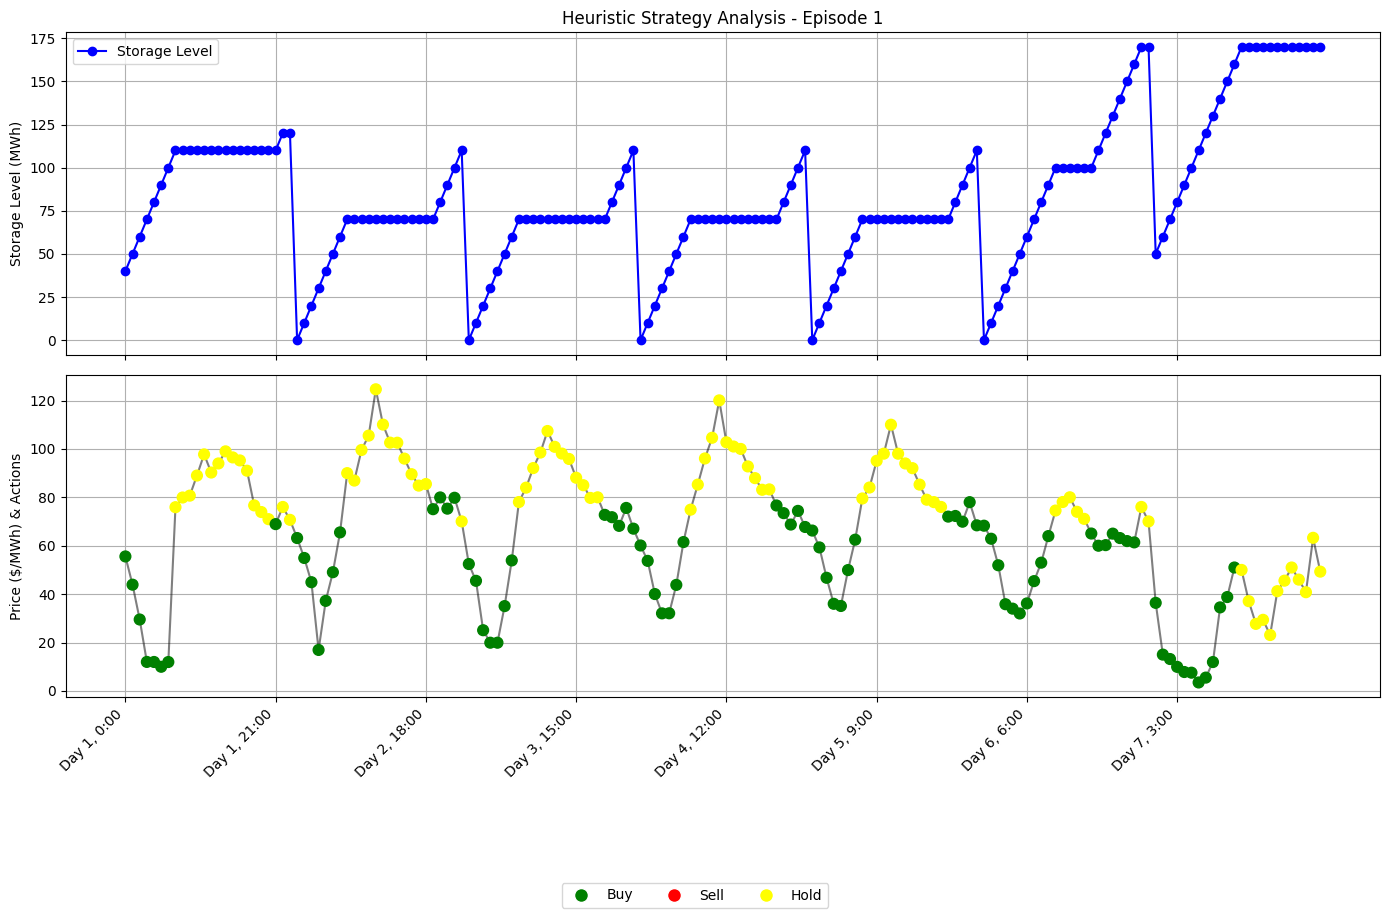 Heuristic Strategy Analysis - Episode 1
Storage Level
Storage Level (MWh)
175
150
125
100
75
50
25
0
Price ($/MWh) & Actions
120
100
80
60
40
20
0
Day 1, 0:00
Day 1, 21:00
Day 2, 18:00
Day 3, 15:00
Day 4, 12:00
Day 5, 9:00
Day 6, 6:00
Day 7, 3:00
Buy
Sell
Hold